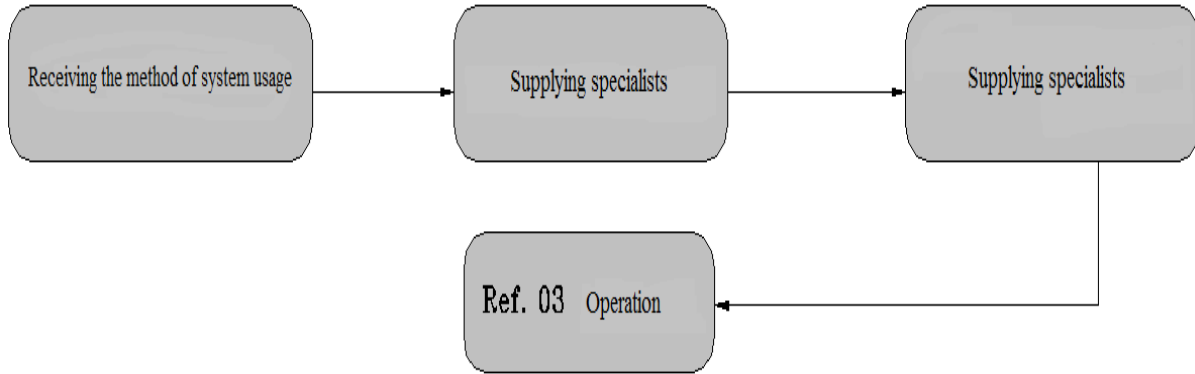 Receiving the method of system usage
Supplying specialists
Supplying specialists
Ref. 03 Operation